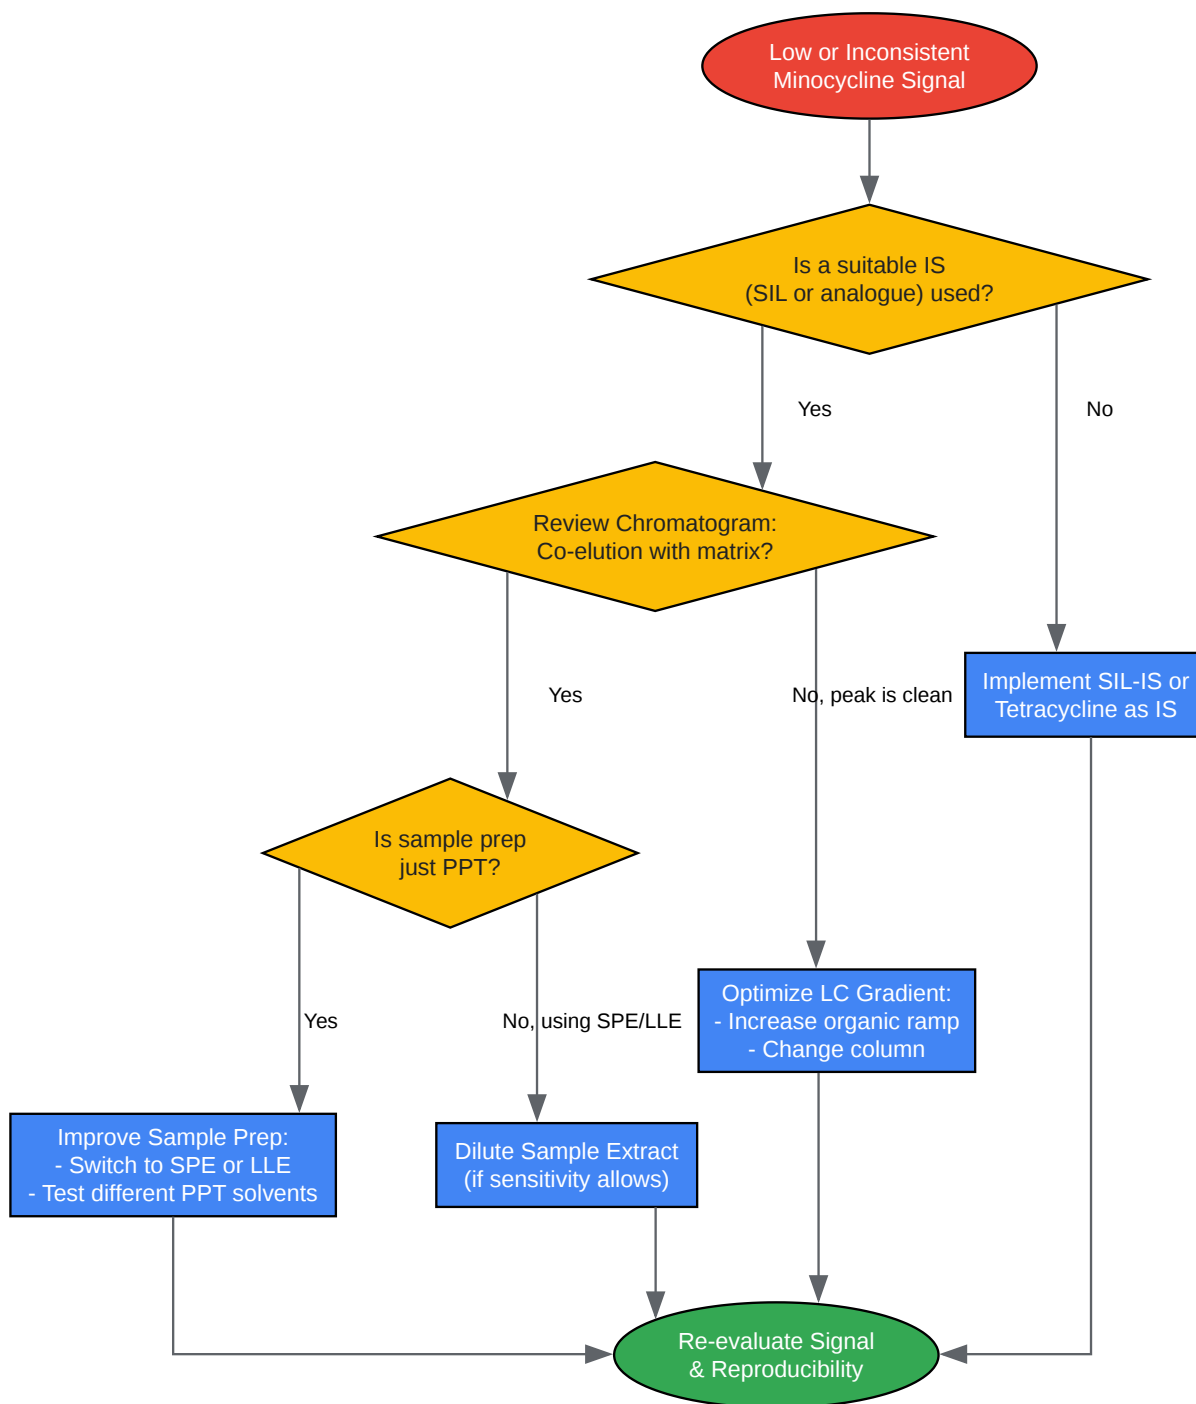 Low or Inconsistent
Minocycline Signal
Is a suitable IS
(SIL or analogue) used?
Yes
No
Review Chromatogram:
Co-elution with matrix?
Yes
No, peak is clean
Implement SIL-IS or
Tetracycline as IS
Is sample prep
just PPT?
Yes
No, using SPE/LLE
Optimize LC Gradient:
- Increase organic ramp
- Change column
Improve Sample Prep:
- Switch to SPE or LLE
- Test different PPT solvents
Dilute Sample Extract
(if sensitivity allows)
Re-evaluate Signal
& Reproducibility